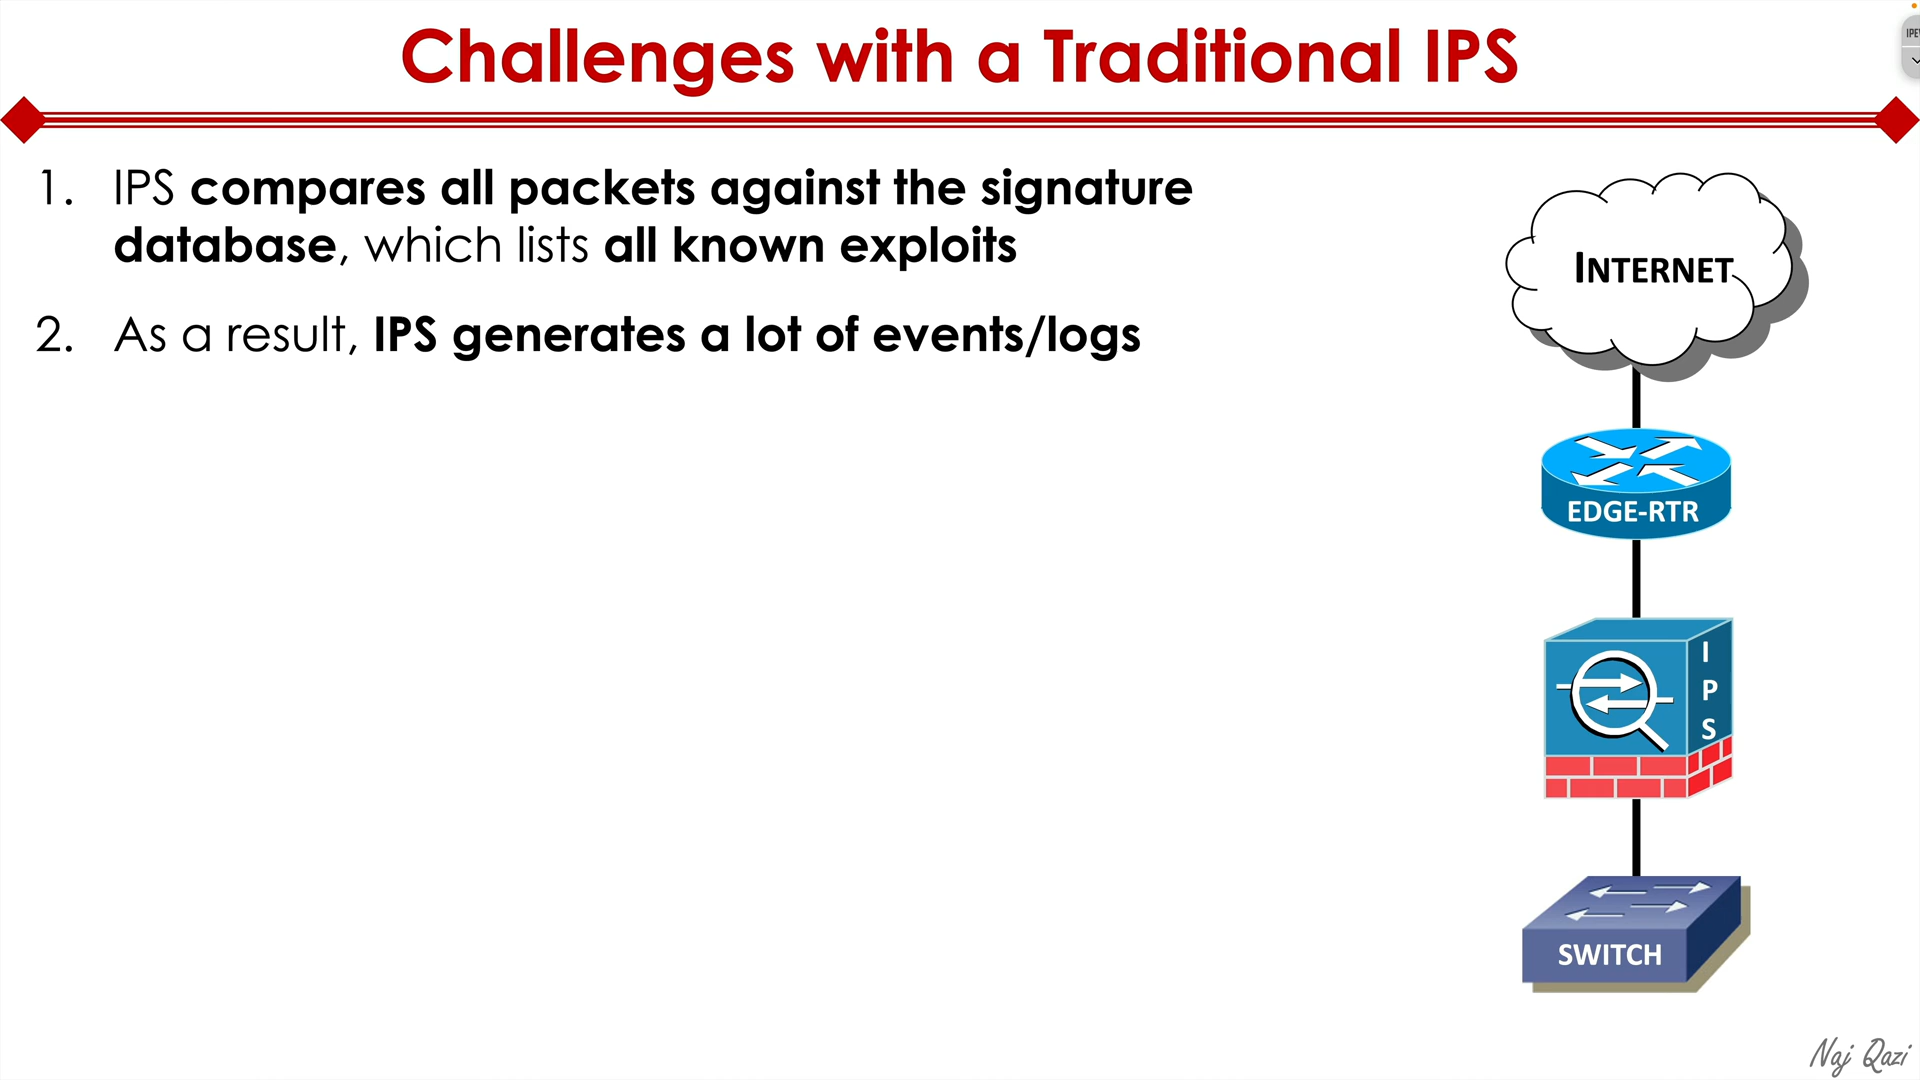 Challenges with a Traditional IPS
1. IPS compares all packets against the signature
database, which lists all known exploits
2. As a result, IPS generates a lot of events/logs
INTERNET
EDGE-RTR
I
P
S
SWITCH
Naj Qazi